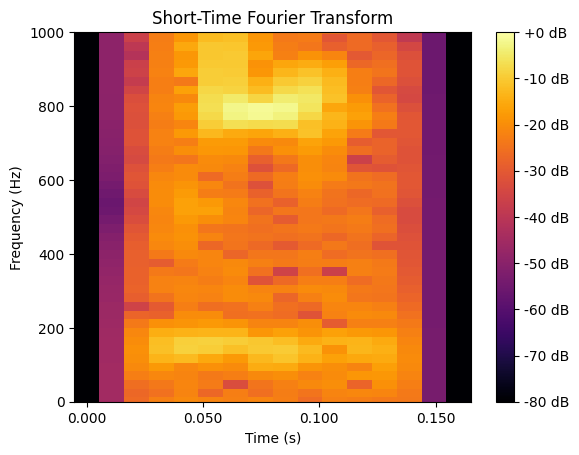 Short-Time Fourier Transform
1000
800
600
400
200
0
Frequency (Hz)
0.000
0.050
0.100
0.150
Time (s)
+0 dB
-10 dB
-20 dB
-30 dB
-40 dB
-50 dB
-60 dB
-70 dB
-80 dB